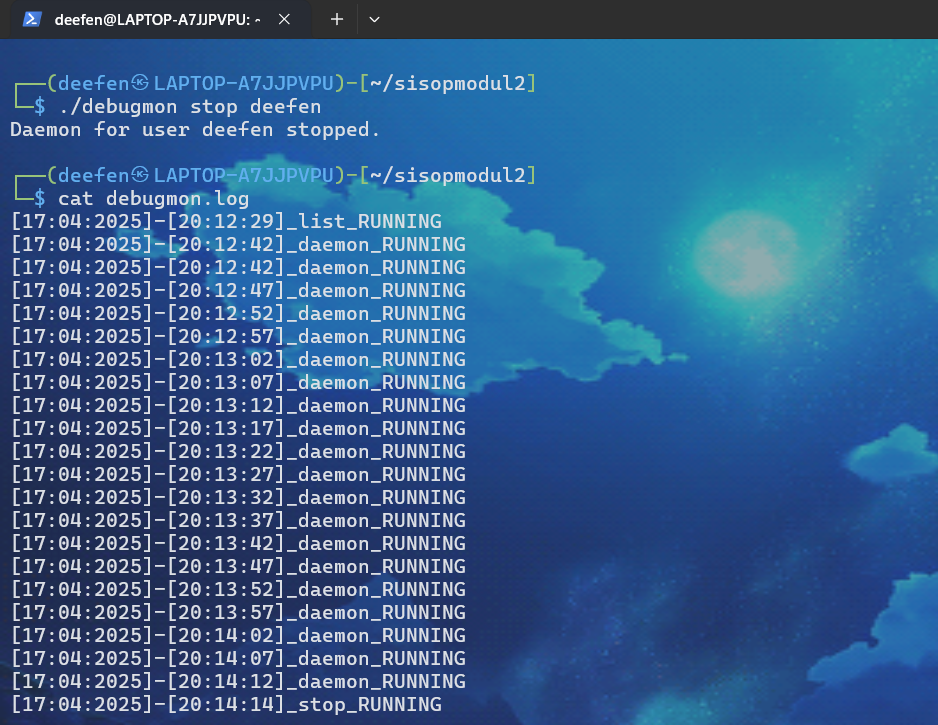 deefen@LAPTOP-A7JJPVPU: ~
(deefen㉿LAPTOP-A7JJPVPU)-[~/sisopmodul2]
$ ./debugmon stop deefen
Daemon for user deefen stopped.
(deefen㉿LAPTOP-A7JJPVPU)-[~/sisopmodul2]
$ cat debugmon.log
[17:04:2025]-[20:12:29]_list_RUNNING
[17:04:2025]-[20:12:42]_daemon_RUNNING
[17:04:2025]-[20:12:42]_daemon_RUNNING
[17:04:2025]-[20:12:47]_daemon_RUNNING
[17:04:2025]-[20:12:52]_daemon_RUNNING
[17:04:2025]-[20:12:57]_daemon_RUNNING
[17:04:2025]-[20:13:02]_daemon_RUNNING
[17:04:2025]-[20:13:07]_daemon_RUNNING
[17:04:2025]-[20:13:12]_daemon_RUNNING
[17:04:2025]-[20:13:17]_daemon_RUNNING
[17:04:2025]-[20:13:22]_daemon_RUNNING
[17:04:2025]-[20:13:27]_daemon_RUNNING
[17:04:2025]-[20:13:32]_daemon_RUNNING
[17:04:2025]-[20:13:37]_daemon_RUNNING
[17:04:2025]-[20:13:42]_daemon_RUNNING
[17:04:2025]-[20:13:47]_daemon_RUNNING
[17:04:2025]-[20:13:52]_daemon_RUNNING
[17:04:2025]-[20:13:57]_daemon_RUNNING
[17:04:2025]-[20:14:02]_daemon_RUNNING
[17:04:2025]-[20:14:07]_daemon_RUNNING
[17:04:2025]-[20:14:12]_daemon_RUNNING
[17:04:2025]-[20:14:14]_stop_RUNNING